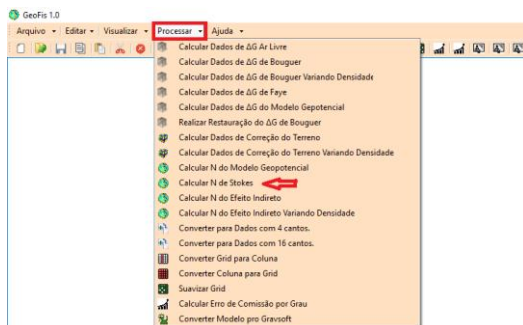 GeoFis 1.0
Arquivo Editar Visualizar Processar Ajuda
Calcular Dados de ΔG Ar Livre
Calcular Dados de ΔG de Bouguer
Calcular Dados de ΔG de Bouguer Variando Densidade
Calcular Dados de ΔG de Faye
Calcular Dados de ΔG do Modelo Gepotencial
Realizar Restauração do ΔG de Bouguer
Calcular Dados de Correção do Terreno
Calcular Dados de Correção do Terreno Variando Densidade
Calcular N do Modelo Geopotencial
Calcular N de Stokes
Calcular N do Efeito Indireto
Calcular N do Efeito Indireto Variando Densidade
Converter para Dados com 4 cantos.
Converter para Dados com 16 cantos.
Converter Grid para Coluna
Converter Coluna para Grid
Suavizar Grid
Calcular Erro de Comissão por Grau
Converter Modelo pro Gravsoft